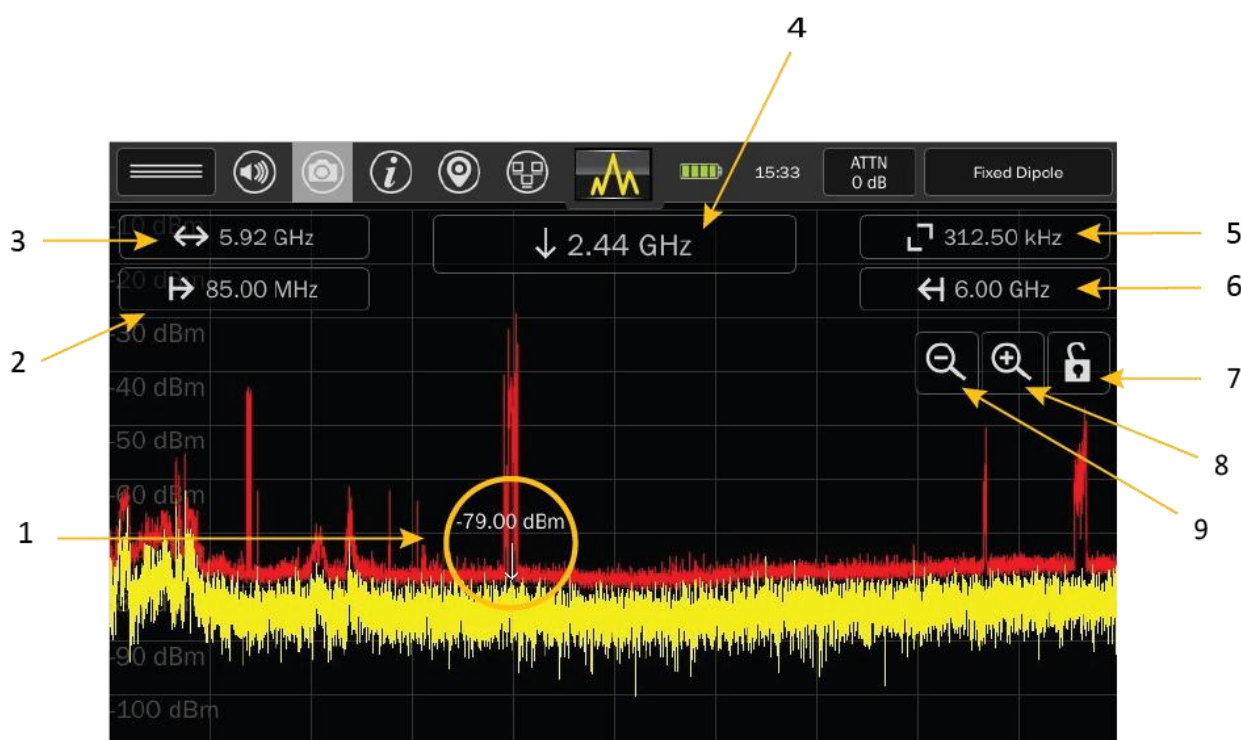 4
15:33
ATTN
0 dB
Fixed Dipole
-10 dBm
3
5.92 GHz
2.44 GHz
312.50 kHz
5
-20 dBm
85.00 MHz
6.00 GHz
6
2
-30 dBm
7
-40 dBm
-50 dBm
8
-60 dBm
1
-79.00 dBm
9
-90 dBm
-100 dBm